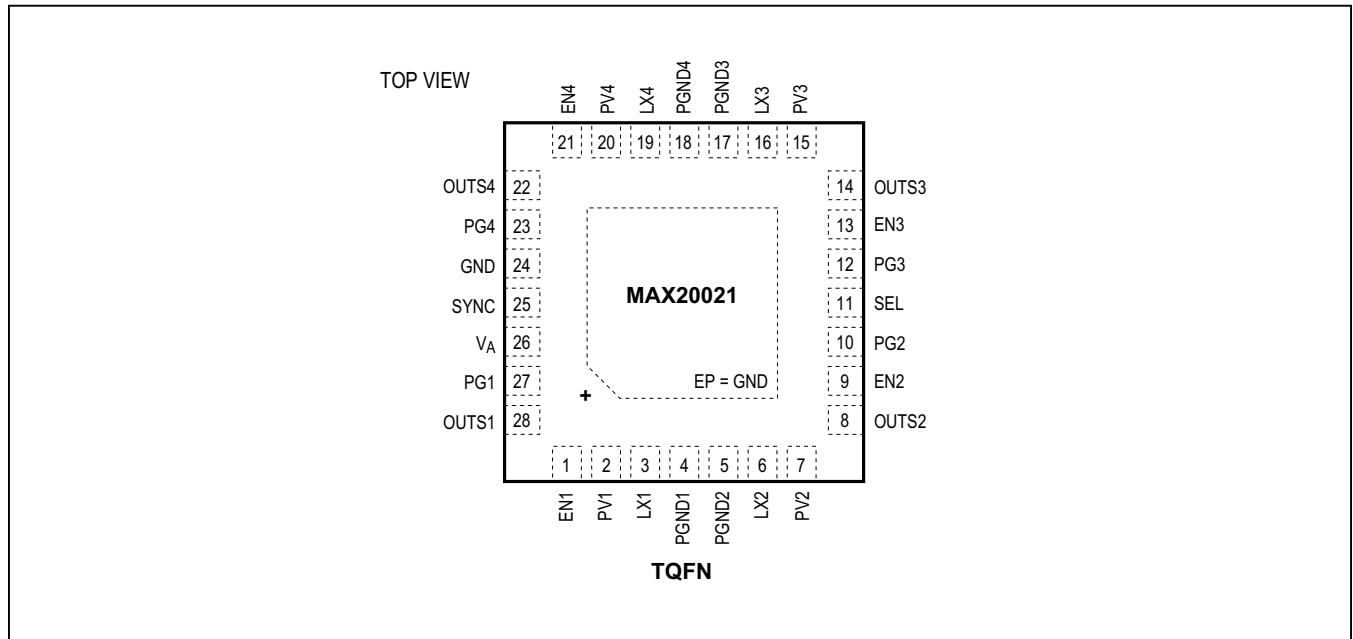 TOP VIEW
EN4
PV4
LX4
PGND4
PGND3
LX3
PV3
21 20 19 18 17 16 15
OUTS4 22
14 OUTS3
PG4 23
13 EN3
GND 24
12 PG3
SYNC 25
11 SEL
VA 26
10 PG2
PG1 27
9 EN2
OUTS1 28
8 OUTS2
MAX20021
EP = GND
+
1 2 3 4 5 6 7
EN1
PV1
LX1
PGND1
PGND2
LX2
PV2
TQFN